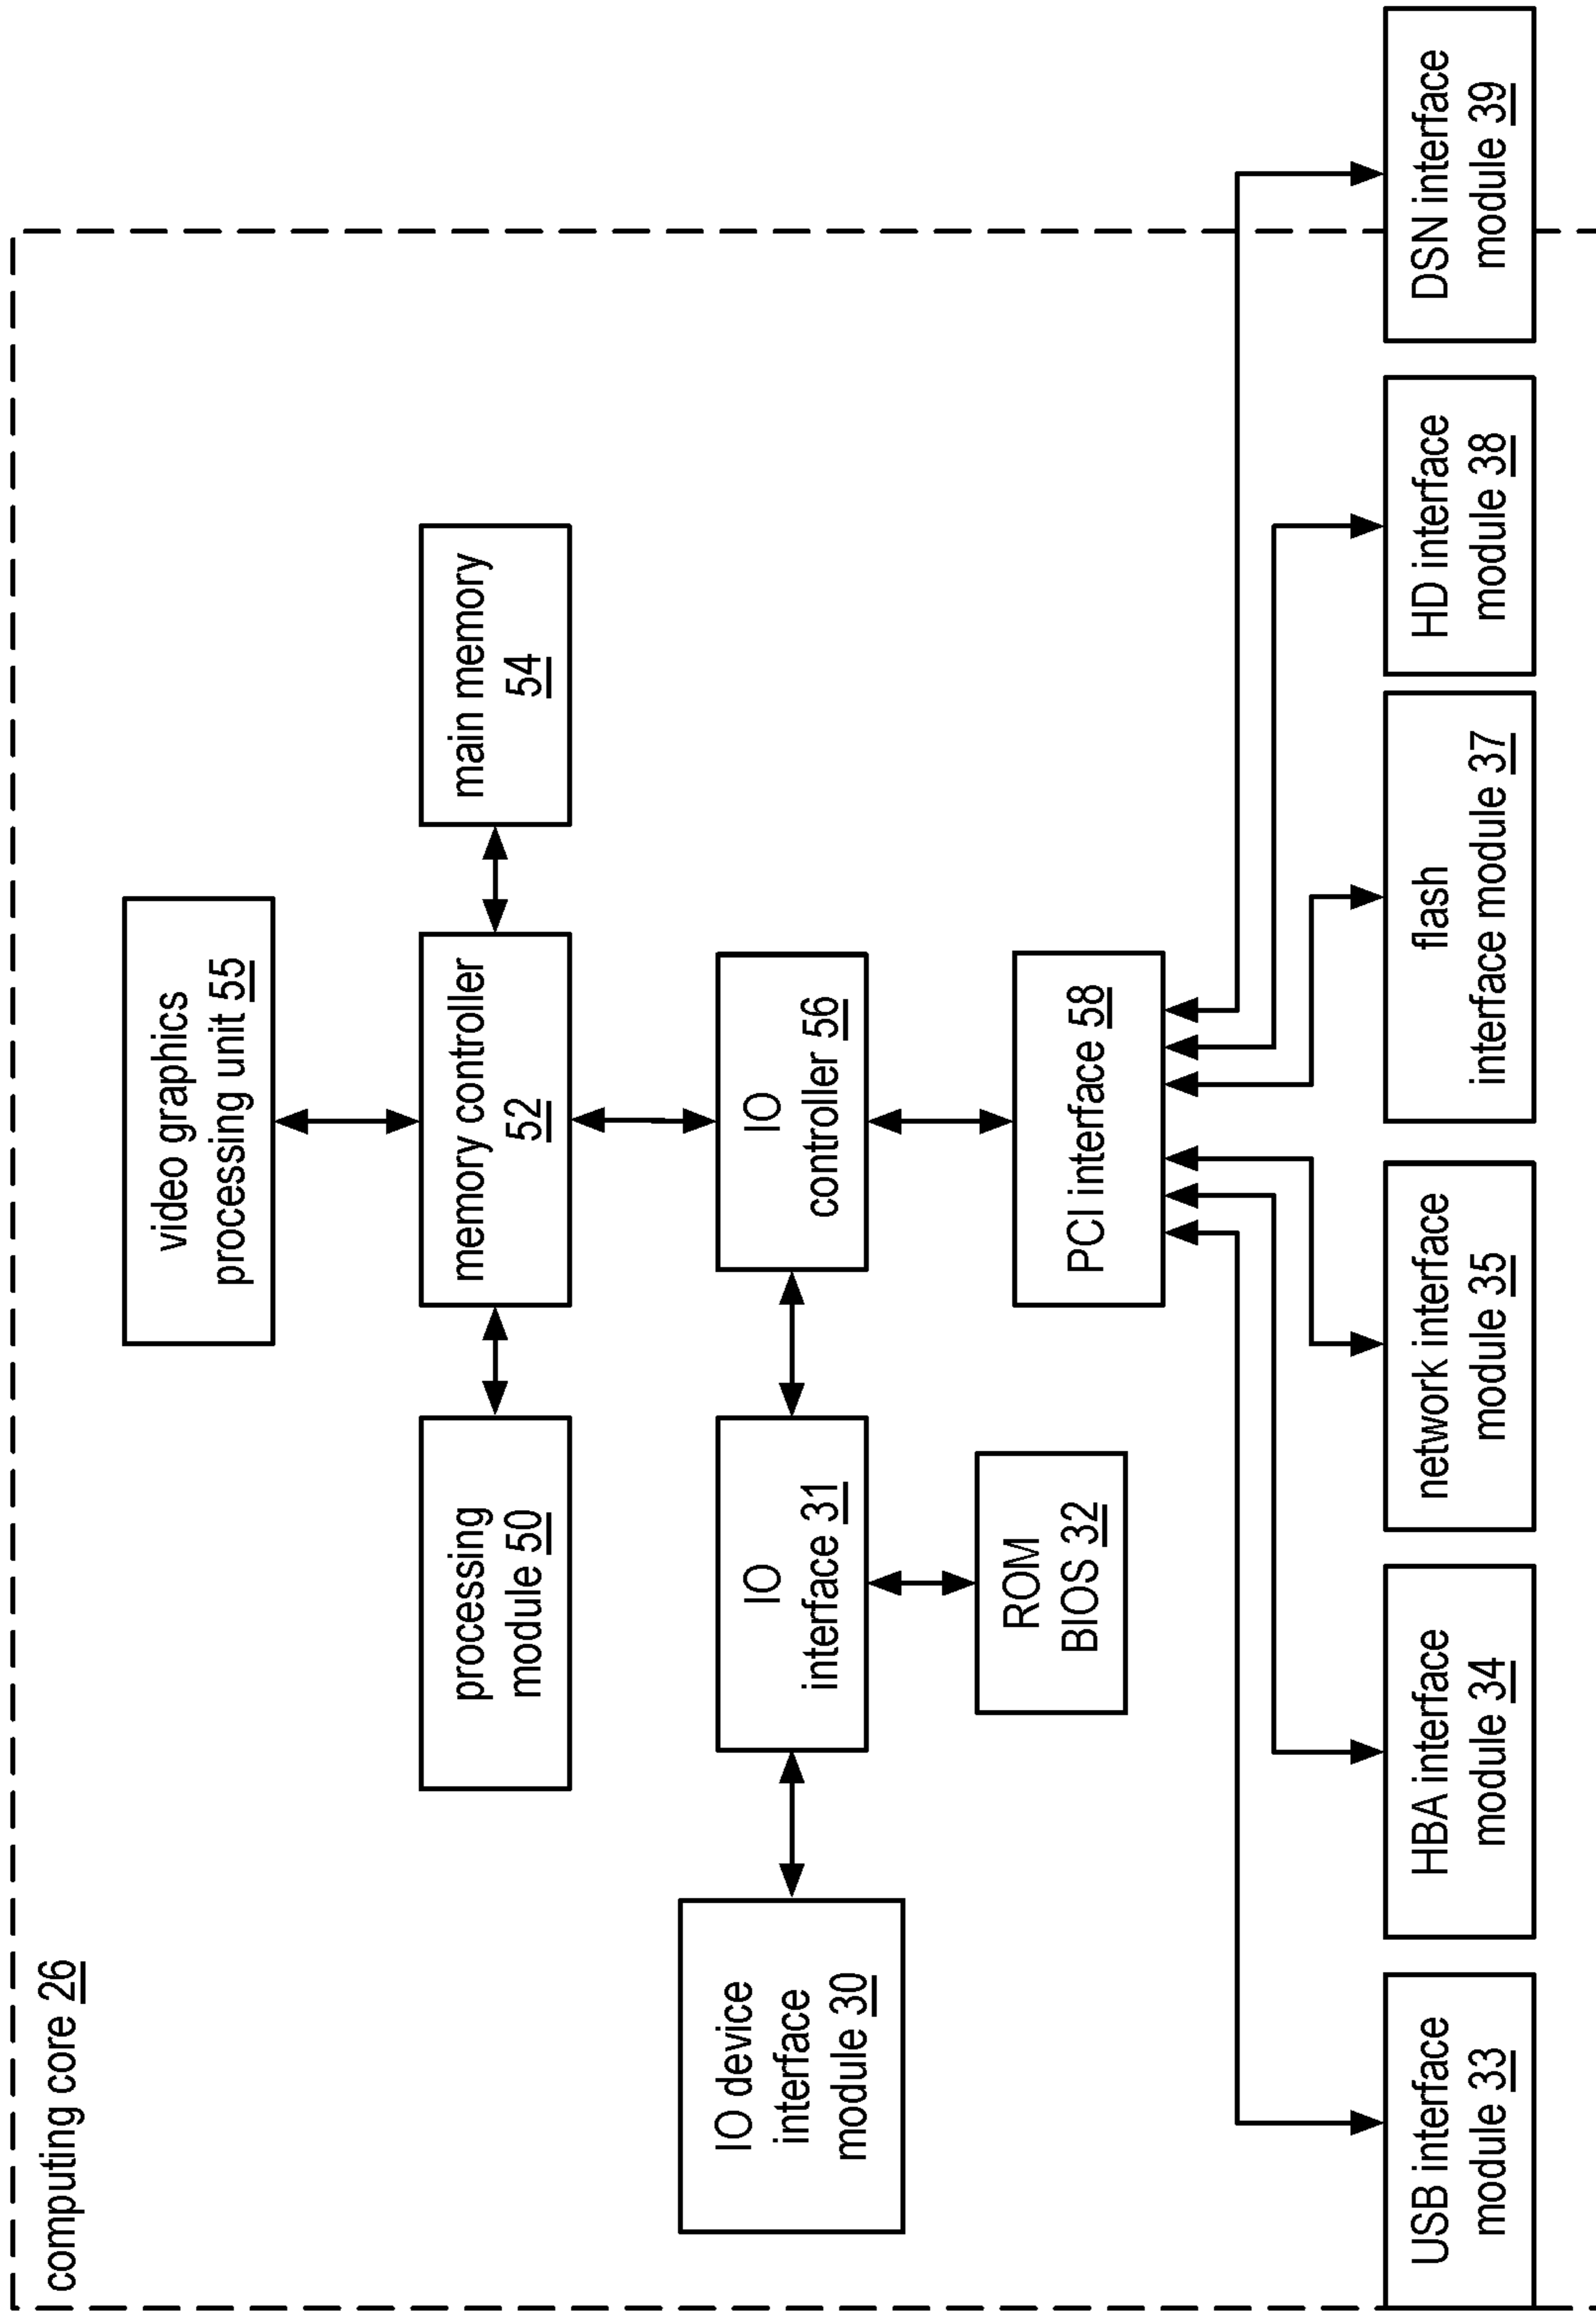 computing core 26
video graphics
processing unit 55
processing
module 50
memory controller
52
main memory
54
IO device
interface
module 30
IO
interface 31
IO
controller 56
ROM
BIOS 32
PCI interface 58
USB interface
module 33
HBA interface
module 34
network interface
module 35
flash
interface module 37
HD interface
module 38
DSN interface
module 39